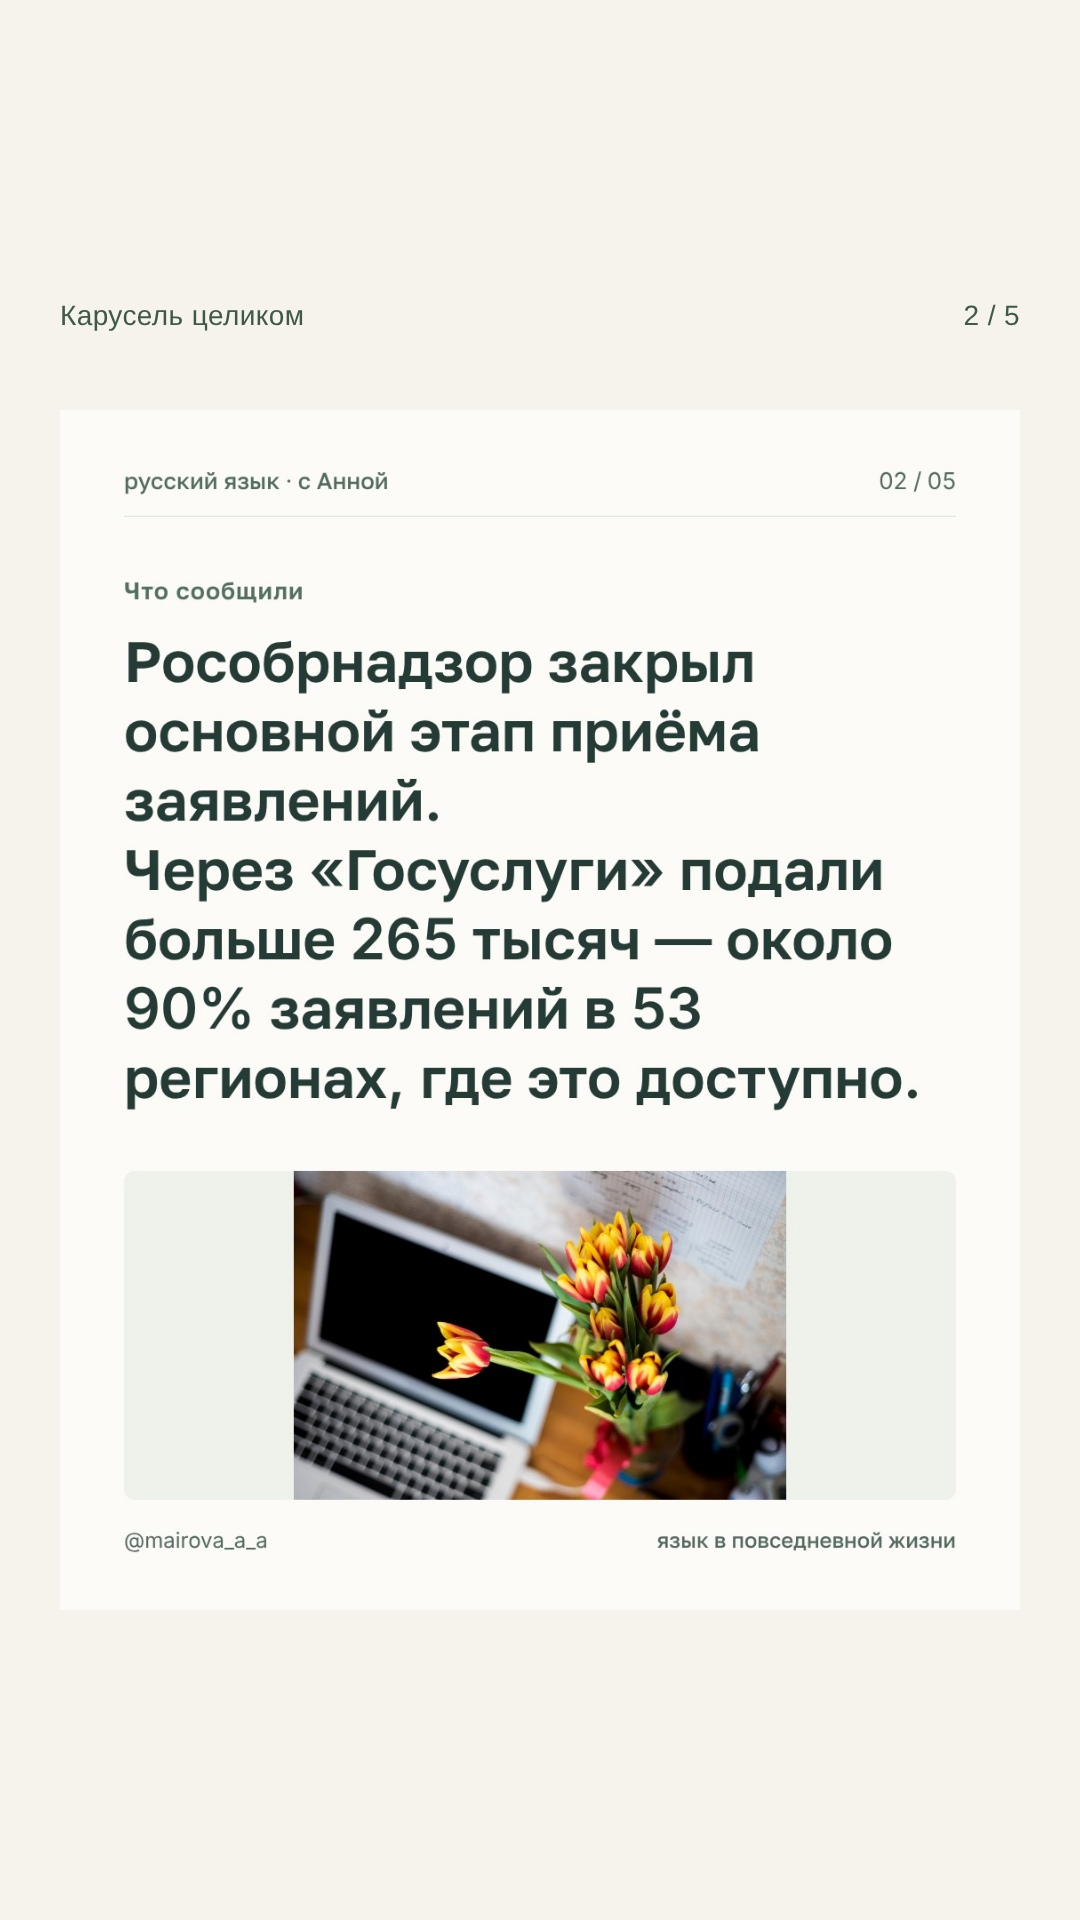 Карусель целиком
2 / 5
русский язык · с Анной
02 / 05
Что сообщили
Рособрнадзор закрыл
основной этап приёма
заявлений.
Через «Госуслуги» подали
больше 265 тысяч — около
90% заявлений в 53
регионах, где это доступно.
@mairova_a_a
язык в повседневной жизни